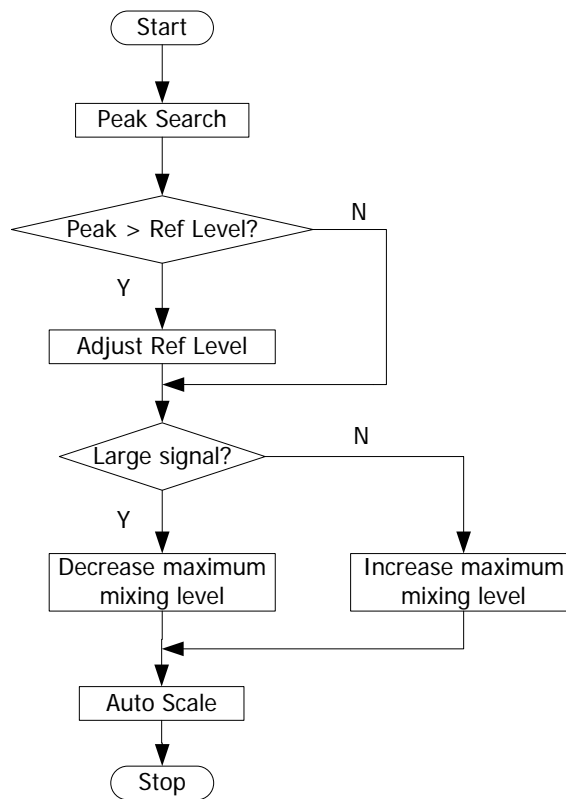 Start
Peak Search
Peak > Ref Level?
N
Y
Adjust Ref Level
Large signal?
N
Y
Decrease maximum
mixing level
Increase maximum
mixing level
Auto Scale
Stop